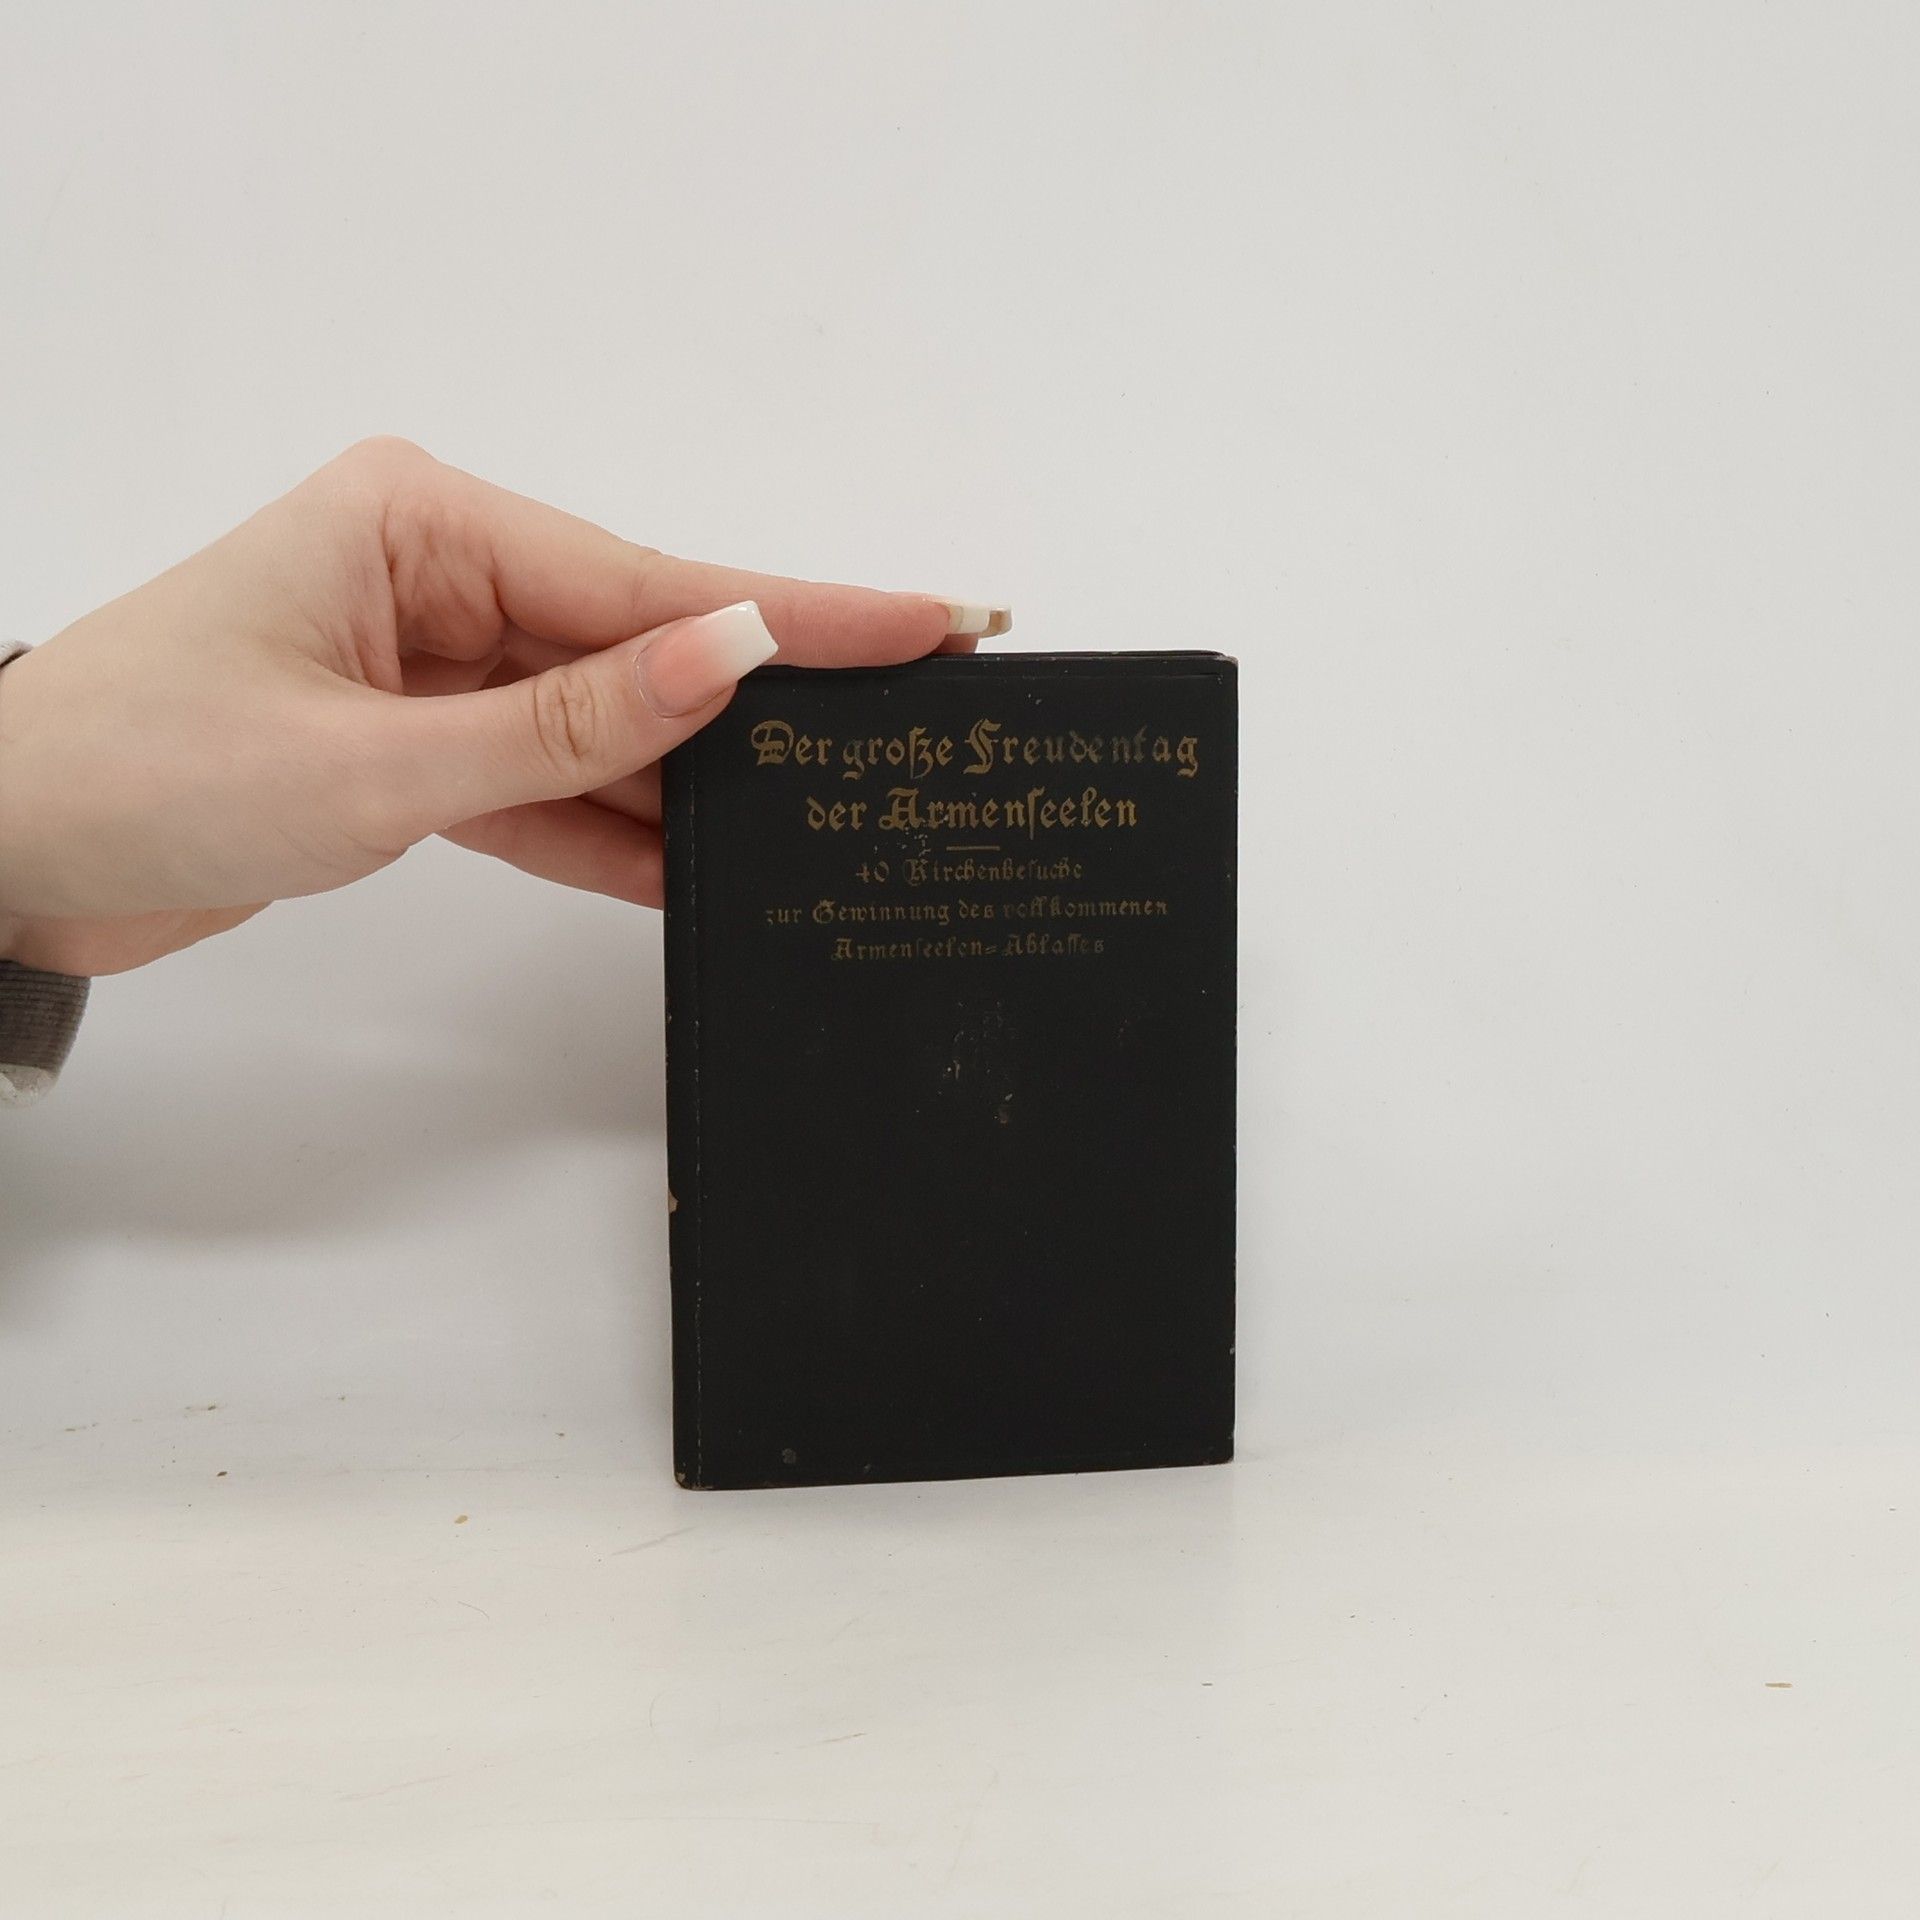 Der große Freudentag
der Armenseelen
40 Kirchenbesuche
zur Gewinnung des vollkommenen
Armenseelen-Ablasses